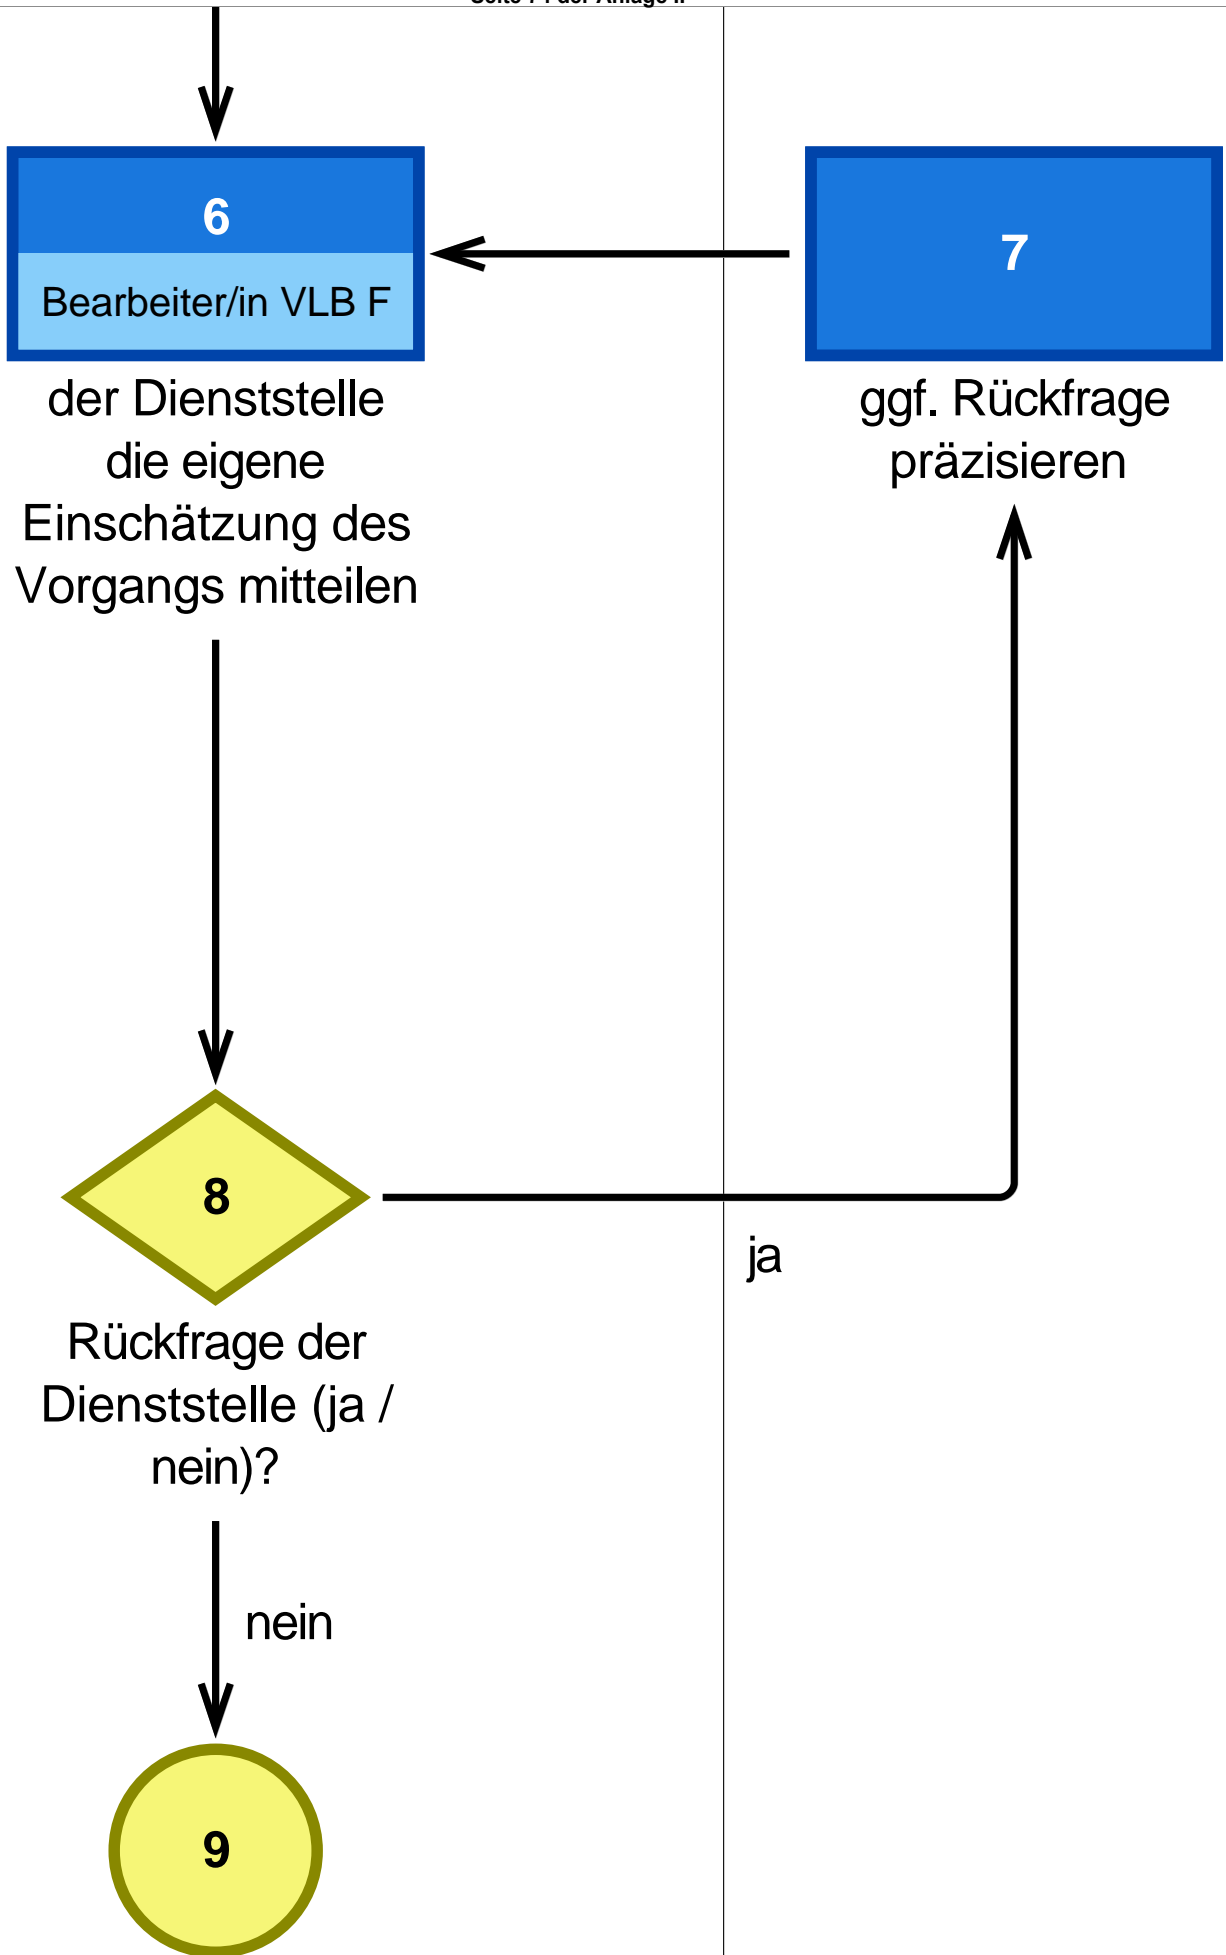 6
Bearbeiter/in VLB F
der Dienststelle
die eigene
Einschätzung des
Vorgangs mitteilen
7
ggf. Rückfrage
präzisieren
8
ja
Rückfrage der
Dienststelle (ja /
nein)?
nein
9